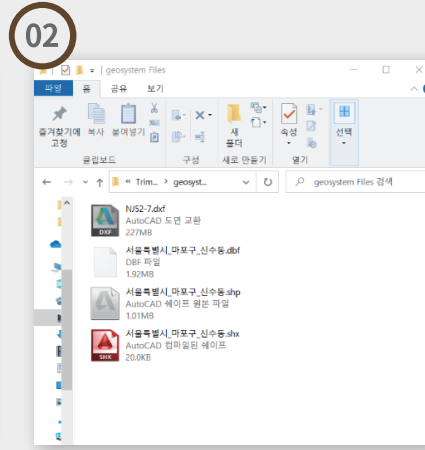 02
geosystem Files
파일 홈 공유 보기
즐겨찾기에 고정
복사
붙여넣기
새 폴더
속성
선택
클립보드 구성 새로 만들기 열기
« Trim... > geosyst...
geosystem Files 검색
NJ52-7.dxf
AutoCAD 도면 교환
227MB
DXF
서울특별시_마포구_신수동.dbf
DBF 파일
1.92MB
서울특별시_마포구_신수동.shp
AutoCAD 쉐이프 원본 파일
1.01MB
서울특별시_마포구_신수동.shx
AutoCAD 컴파일된 쉐이프
20.0KB
SHX